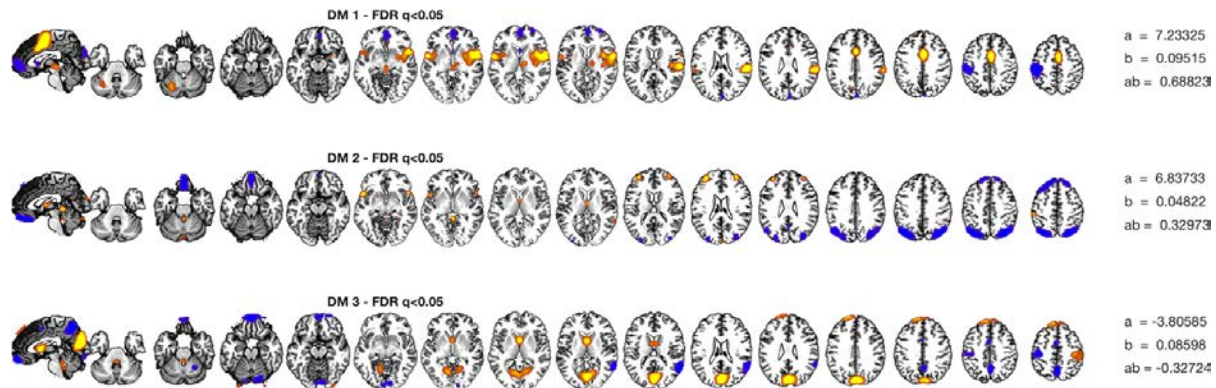 DM 1 - FDR q<0.05
a = 7.23325
b = 0.09515
ab = 0.68823
DM 2 - FDR q<0.05
a = 6.83733
b = 0.04822
ab = 0.32973
DM 3 - FDR q<0.05
a = -3.80585
b = 0.08598
ab = -0.32724